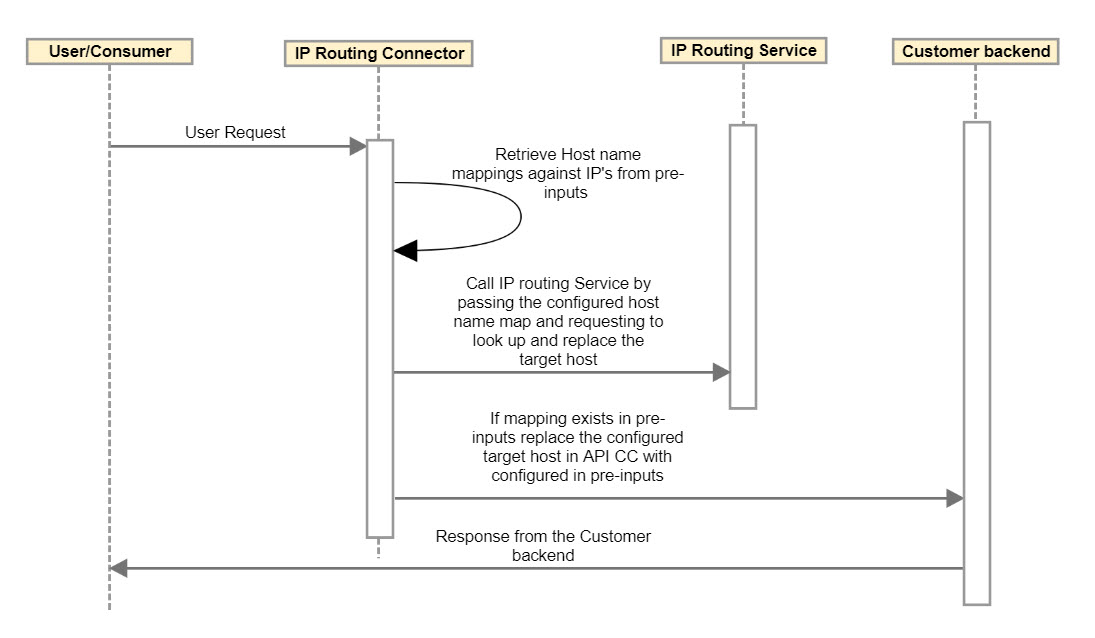 User/Consumer
IP Routing Connector
IP Routing Service
Customer backend
User Request
Retrieve Host name
mappings against IP's from pre-
inputs
Call IP routing Service by
passing the configured host
name map and requesting to
look up and replace the
target host
If mapping exists in pre-
inputs replace the configured
target host in API CC with
configured in pre-inputs
Response from the Customer
backend